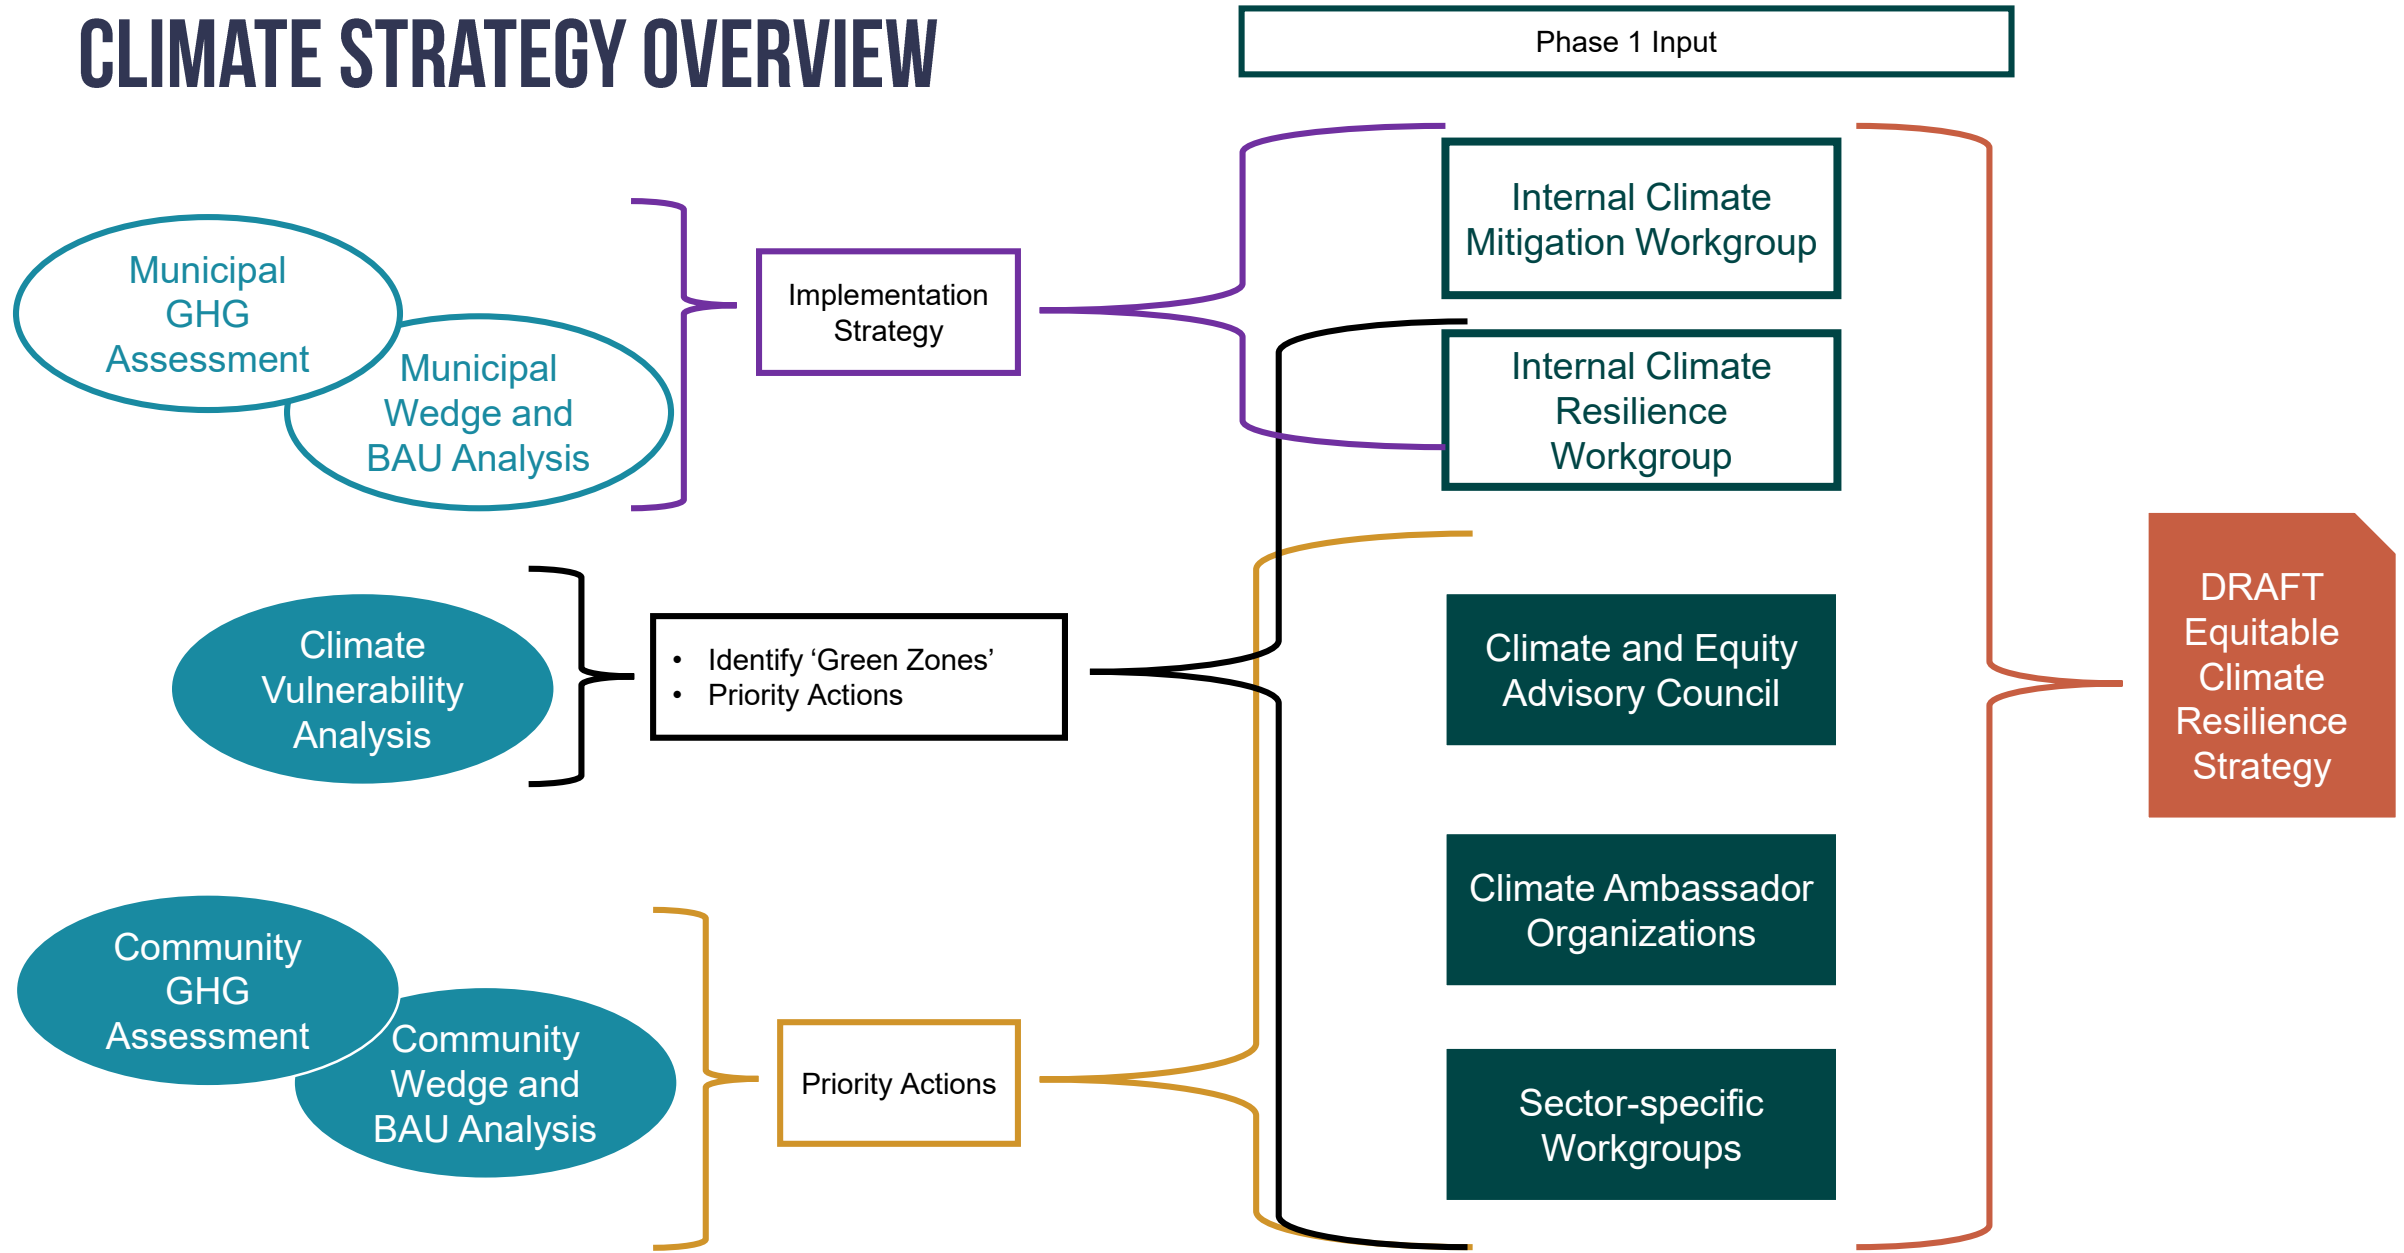 CLIMATE STRATEGY OVERVIEW
Phase 1 Input
Municipal
GHG
Assessment
Municipal
Wedge and
BAU Analysis
Implementation
Strategy
Internal Climate
Mitigation Workgroup
Internal Climate
Resilience
Workgroup
Climate
Vulnerability
Analysis
• Identify ‘Green Zones’
• Priority Actions
Climate and Equity
Advisory Council
Climate Ambassador
Organizations
Sector-specific
Workgroups
Community
GHG
Assessment
Community
Wedge and
BAU Analysis
Priority Actions
DRAFT
Equitable
Climate
Resilience
Strategy